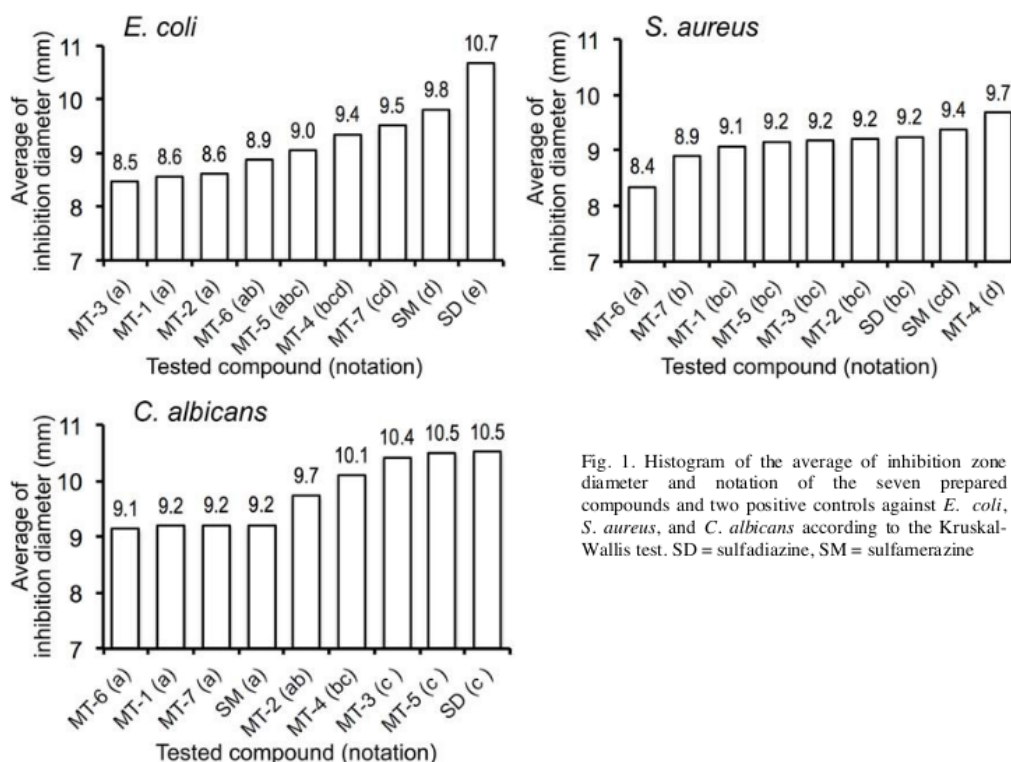 E. coli
Average of
inhibition diameter (mm)
11
10
9
8
7
8.5
8.6
8.6
8.9
9.0
9.4
9.5
9.8
10.7
MT-3 (a)
MT-1 (a)
MT-2 (a)
MT-6 (ab)
MT-5 (abc)
MT-4 (bcd)
MT-7 (cd)
SM (d)
SD (e)
Tested compound (notation)
S. aureus
Average of
inhibition diameter (mm)
11
10
9
8
7
8.4
8.9
9.1
9.2
9.2
9.2
9.2
9.4
9.7
MT-6 (a)
MT-7 (b)
MT-1 (bc)
MT-5 (bc)
MT-3 (bc)
MT-2 (bc)
SD (bc)
SM (cd)
MT-4 (d)
Tested compound (notation)
C. albicans
Average of
inhibition diameter (mm)
11
10
9
8
7
9.1
9.2
9.2
9.2
9.7
10.1
10.4
10.5
10.5
MT-6 (a)
MT-1 (a)
MT-7 (a)
SM (a)
MT-2 (ab)
MT-4 (bc)
MT-3 (c )
MT-5 (c )
SD (c )
Tested compound (notation)
Fig. 1. Histogram of the average of inhibition zone
diameter and notation of the seven prepared
compounds and two positive controls against E. coli,
S. aureus, and C. albicans according to the Kruskal-
Wallis test. SD = sulfadiazine, SM = sulfamerazine